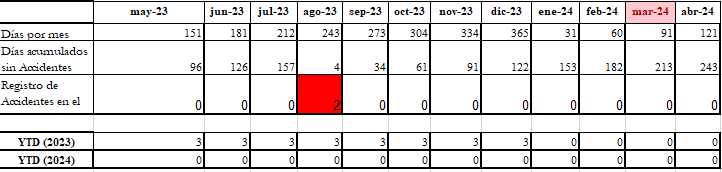 may-23 jun-23 jul-23 ago-23 sep-23 oct-23 nov-23 dic-23 ene-24 feb-24 mar-24 abr-24
Días por mes 151 181 212 243 273 304 334 365 31 60 91 121
Días acumulados
sin Accidentes 96 126 157 4 34 61 91 122 153 182 213 243
Registro de
Accidentes en el 0 0 0 2 0 0 0 0 0 0 0 0
YTD (2023) 3 3 3 3 3 3 3 3 0 0 0 0
YTD (2024) 0 0 0 0 0 0 0 0 0 0 0 0